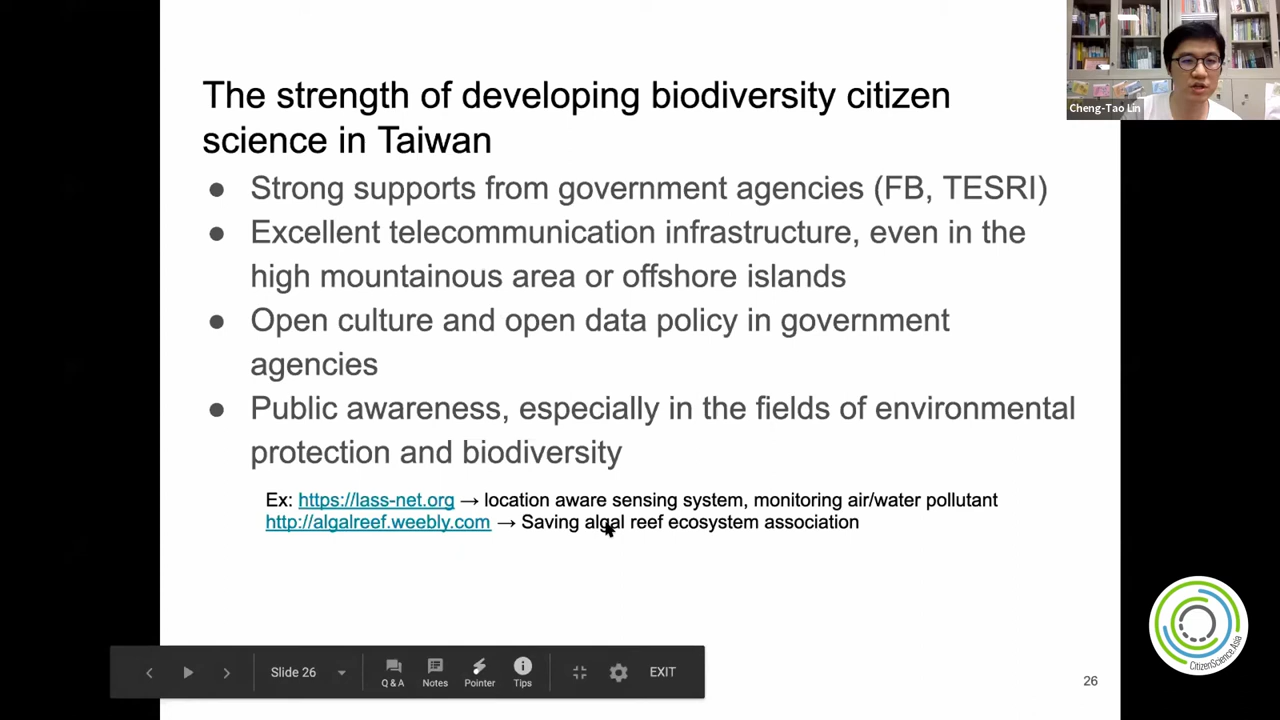 Cheng-Tao Lin
The strength of developing biodiversity citizen
science in Taiwan
● Strong supports from government agencies (FB, TESRI)
● Excellent telecommunication infrastructure, even in the
high mountainous area or offshore islands
● Open culture and open data policy in government
agencies
● Public awareness, especially in the fields of environmental
protection and biodiversity
Ex: https://lass-net.org → location aware sensing system, monitoring air/water pollutant
http://algalreef.weebly.com → Saving algal reef ecosystem association
CitizenScience.Asia
Slide 26
Q & A
Notes
Pointer
Tips
EXIT
26